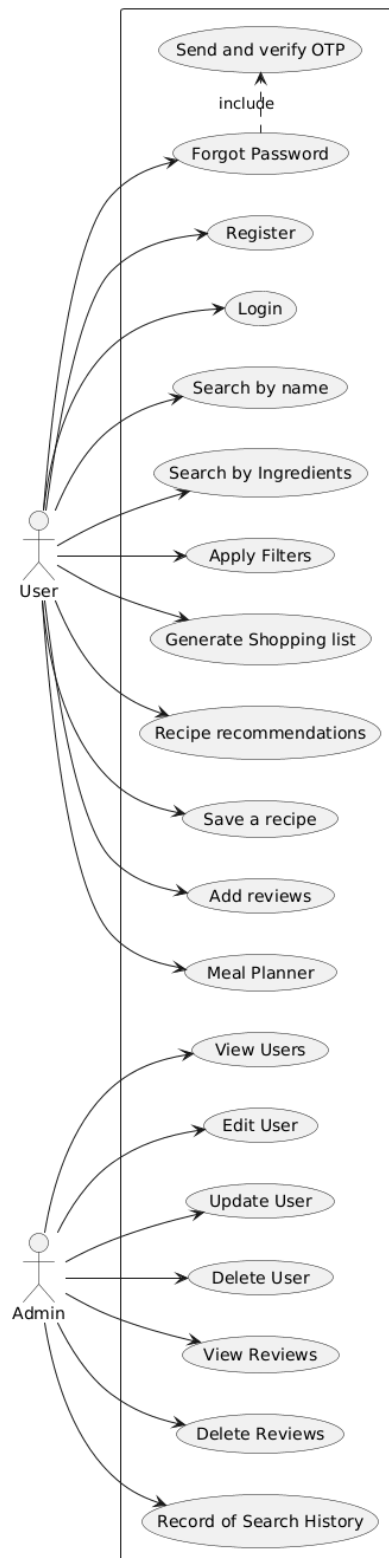 Send and verify OTP
include
Forgot Password
Register
Login
Search by name
Search by Ingredients
User
Apply Filters
Generate Shopping list
Recipe recommendations
Save a recipe
Add reviews
Meal Planner
View Users
Edit User
Update User
Admin
Delete User
View Reviews
Delete Reviews
Record of Search History